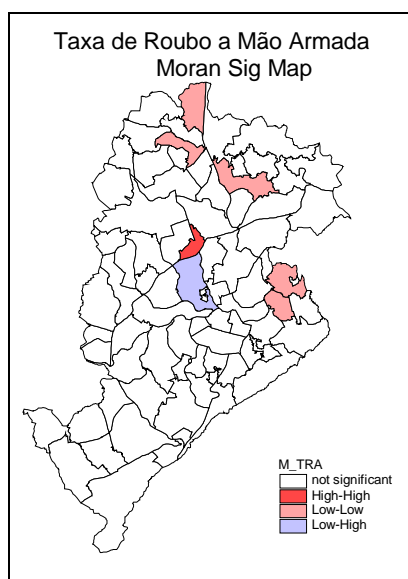 Taxa de Roubo a Mão Armada
Moran Sig Map
M_TRA
not significant
High-High
Low-Low
Low-High